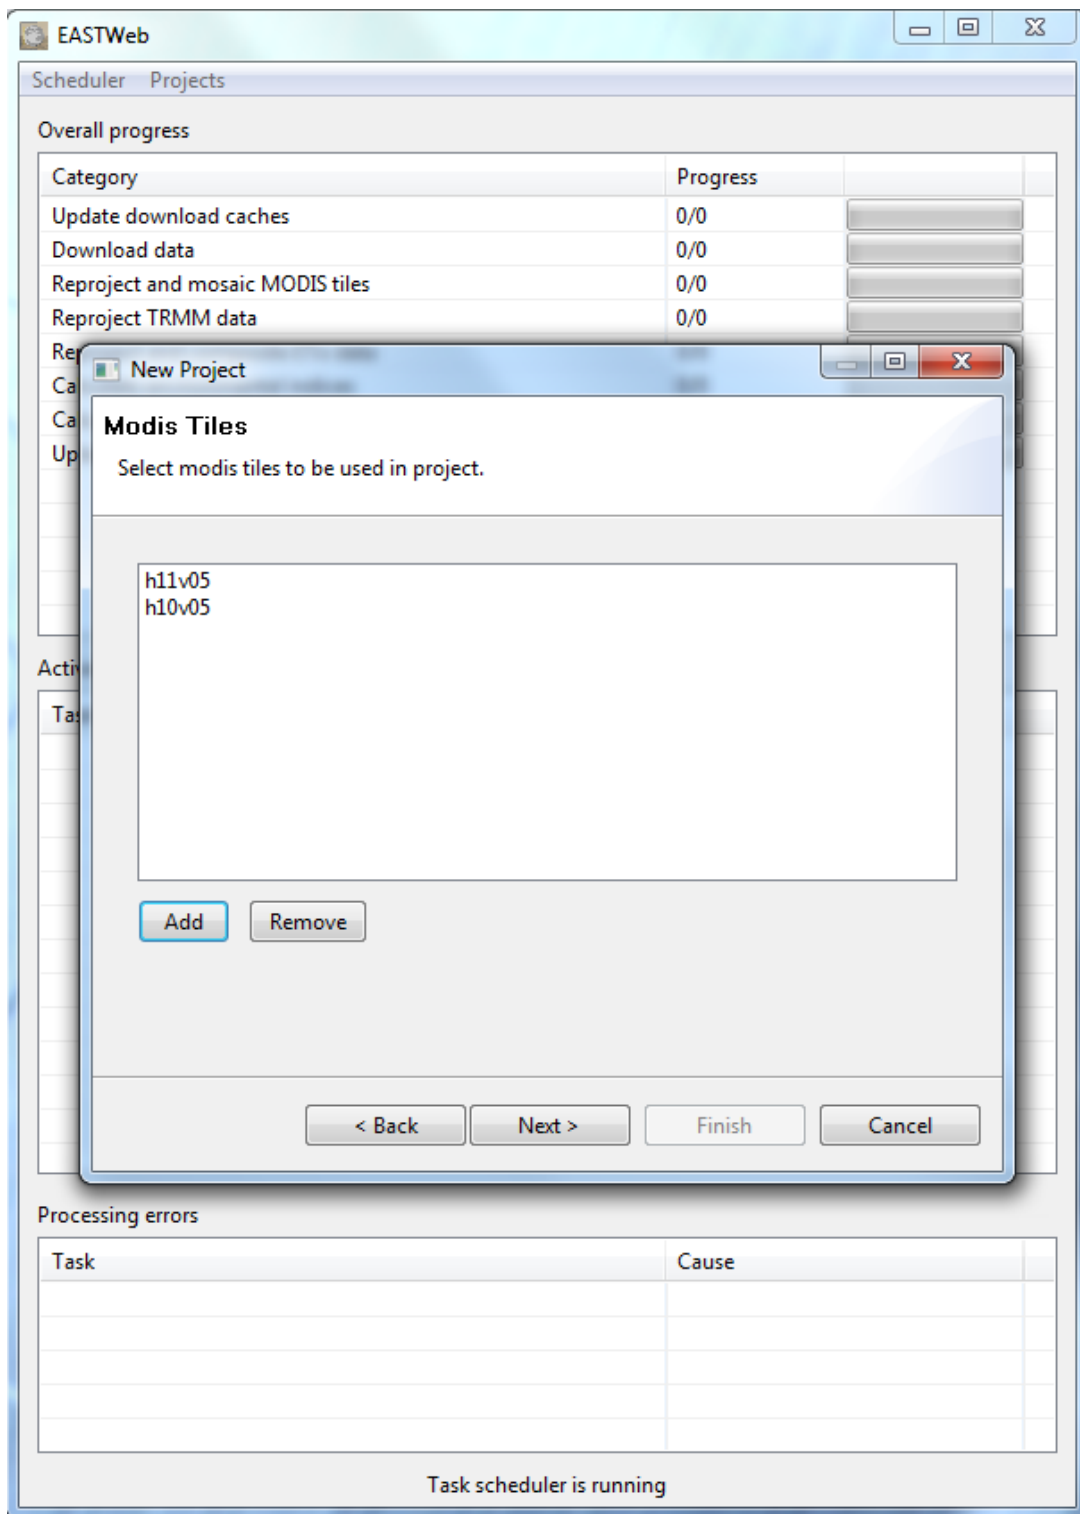 EASTWeb
Scheduler Projects
Overall progress
Category Progress
Update download caches 0/0
Download data 0/0
Reproject and mosaic MODIS tiles 0/0
Reproject TRMM data 0/0
New Project
Modis Tiles
Select modis tiles to be used in project.
h11v05
h10v05
Add Remove
< Back Next > Finish Cancel
Processing errors
Task Cause
Task scheduler is running